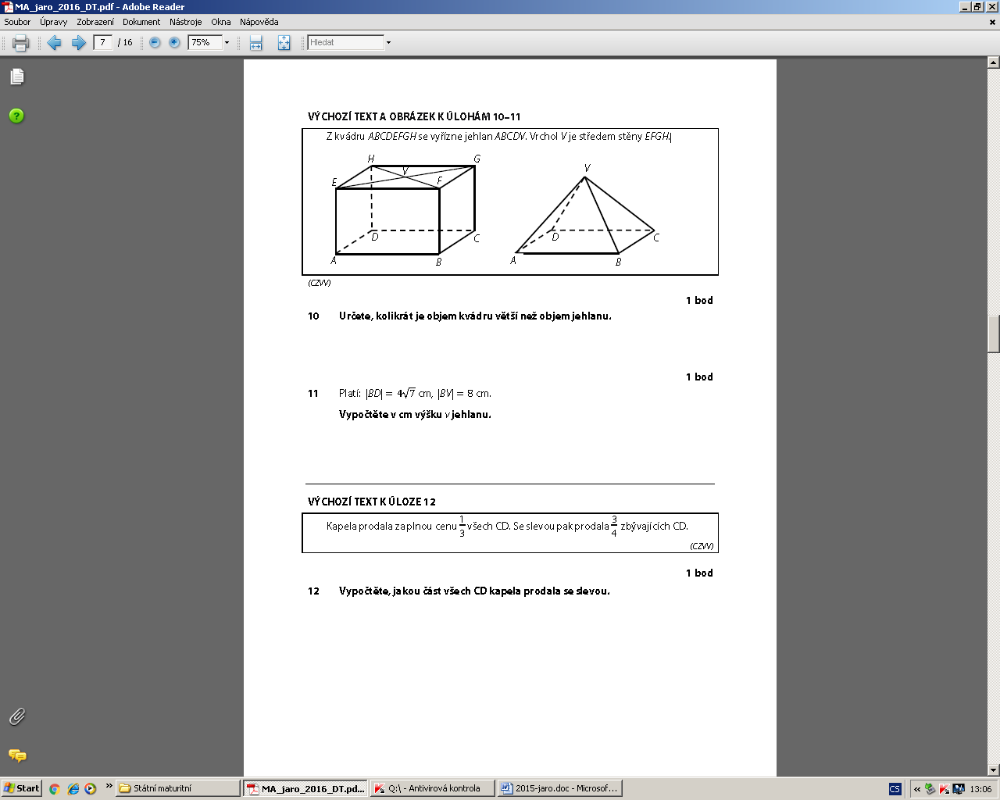 MA_jaro_2016_DT.pdf - Adobe Reader
Soubor Úpravy Zobrazení Dokument Nástroje Okna Nápověda
7 / 16 75% Hledat
VÝCHOZÍ TEXT A OBRÁZEK K ÚLOHÁM 10–11
Z kvádru ABCDEFGH se vyřízne jehlan ABCDV. Vrchol V je středem stěny EFGH.
H G
V V
E F
D C D C
A B A B
(CZVV)
1 bod
10 Určete, kolikrát je objem kvádru větší než objem jehlanu.
1 bod
11 Platí: |BD| = 4√7 cm, |BV| = 8 cm.
Vypočtěte v cm výšku v jehlanu.
VÝCHOZÍ TEXT K ÚLOZE 12
Kapela prodala za plnou cenu 1/3 všech CD. Se slevou pak prodala 3/4 zbývajících CD.
(CZVV)
1 bod
12 Vypočtěte, jakou část všech CD kapela prodala se slevou.
Start » Státní maturitní MA_jaro_2016_DT.pd... Q:\ - Antivirová kontrola 2015-jaro.doc - Microsof... CS « 13:06